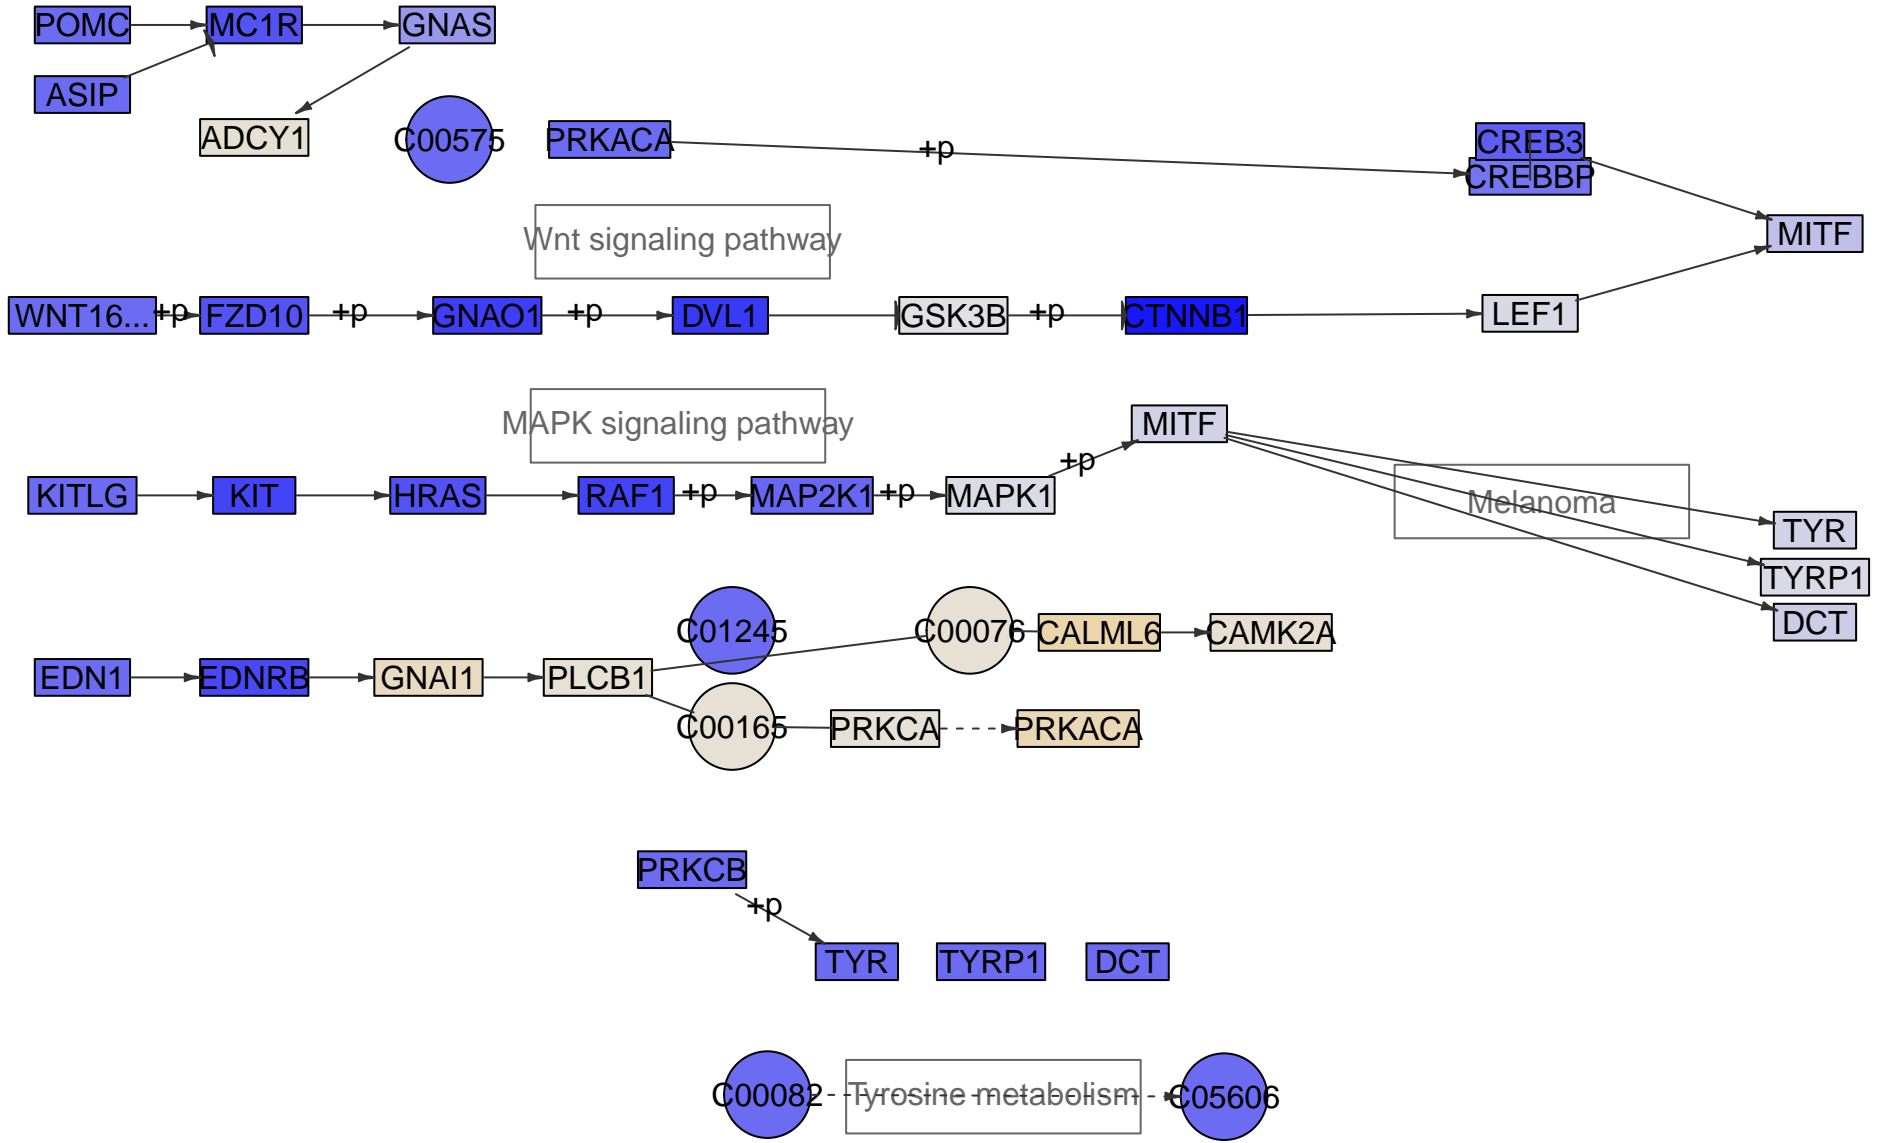 POMC MC1R GNAS
ASIP
ADCY1 C00575 PRKACA +p CREB3
CREBBP
Wnt signaling pathway MITF
WNT16... +p FZD10 +p GNAO1 +p DVL1 GSK3B +p CTNNB1 LEF1
MAPK signaling pathway MITF
+p
KITLG KIT HRAS RAF1 +p MAP2K1 +p MAPK1 Melanoma
TYR
TYRP1
C01245 C00076 CALML6 CAMK2A DCT
EDN1 EDNRB GNAI1 PLCB1
C00165 PRKCA PRKACA
PRKCB
+p
TYR TYRP1 DCT
C00082 Tyrosine metabolism C05606